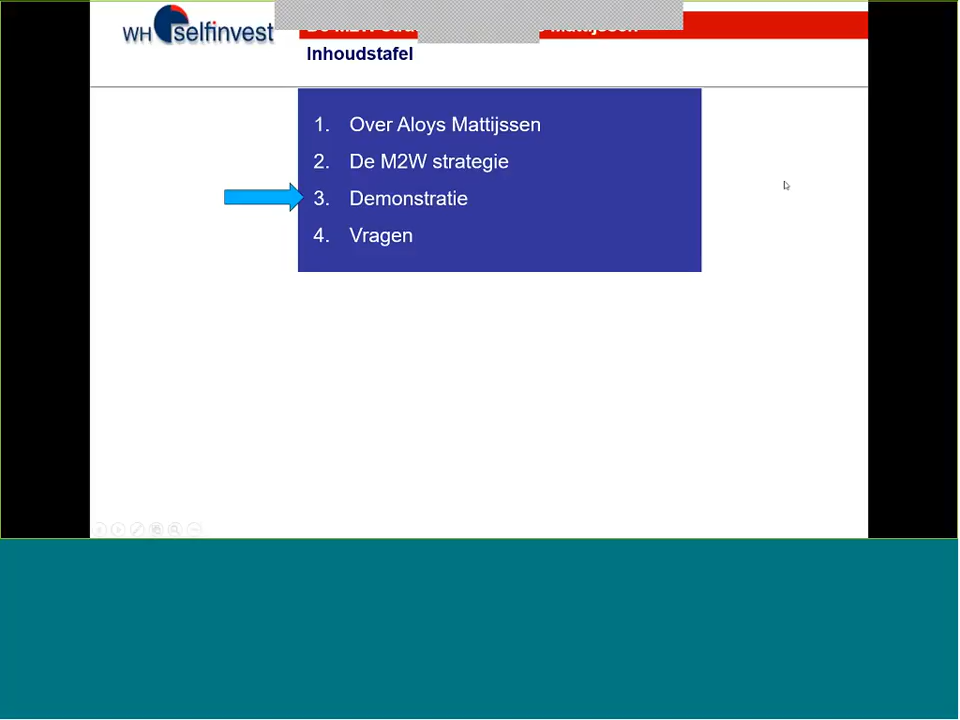 WH selfinvest
Inhoudstafel
1. Over Aloys Mattijssen
2. De M2W strategie
3. Demonstratie
4. Vragen